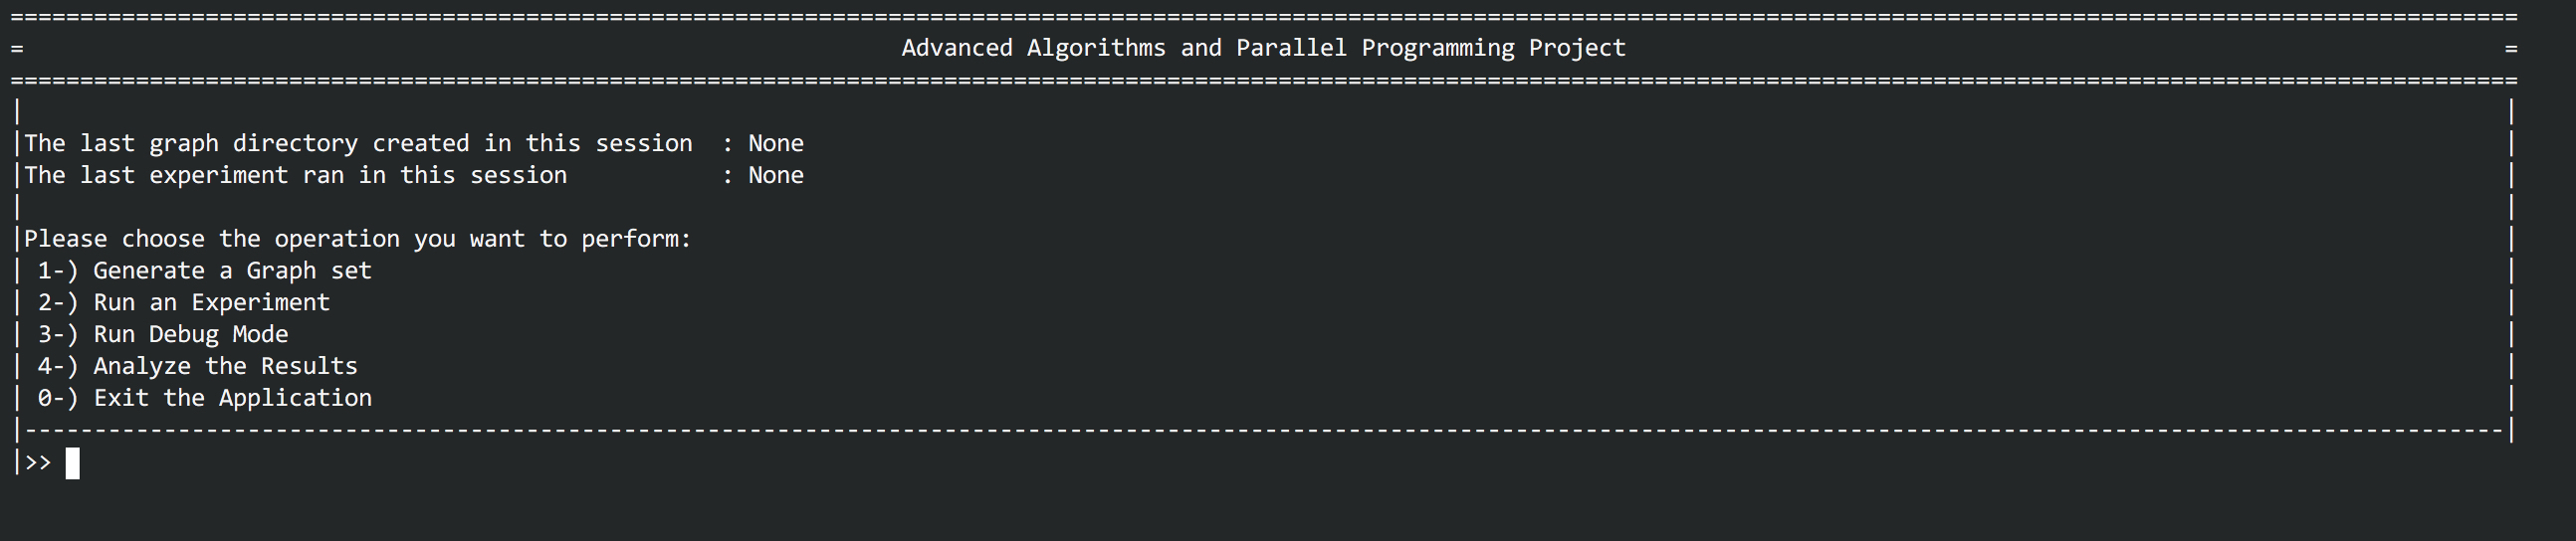 ====================================================================================================================================================================================
=                                                               Advanced Algorithms and Parallel Programming Project                                                               =
====================================================================================================================================================================================
|                                                                                                                                                                                  |
|The last graph directory created in this session  : None                                                                                                                          |
|The last experiment ran in this session           : None                                                                                                                          |
|                                                                                                                                                                                  |
|Please choose the operation you want to perform:                                                                                                                                  |
| 1-) Generate a Graph set                                                                                                                                                         |
| 2-) Run an Experiment                                                                                                                                                            |
| 3-) Run Debug Mode                                                                                                                                                               |
| 4-) Analyze the Results                                                                                                                                                          |
| 0-) Exit the Application                                                                                                                                                         |
|----------------------------------------------------------------------------------------------------------------------------------------------------------------------------------|
|>>